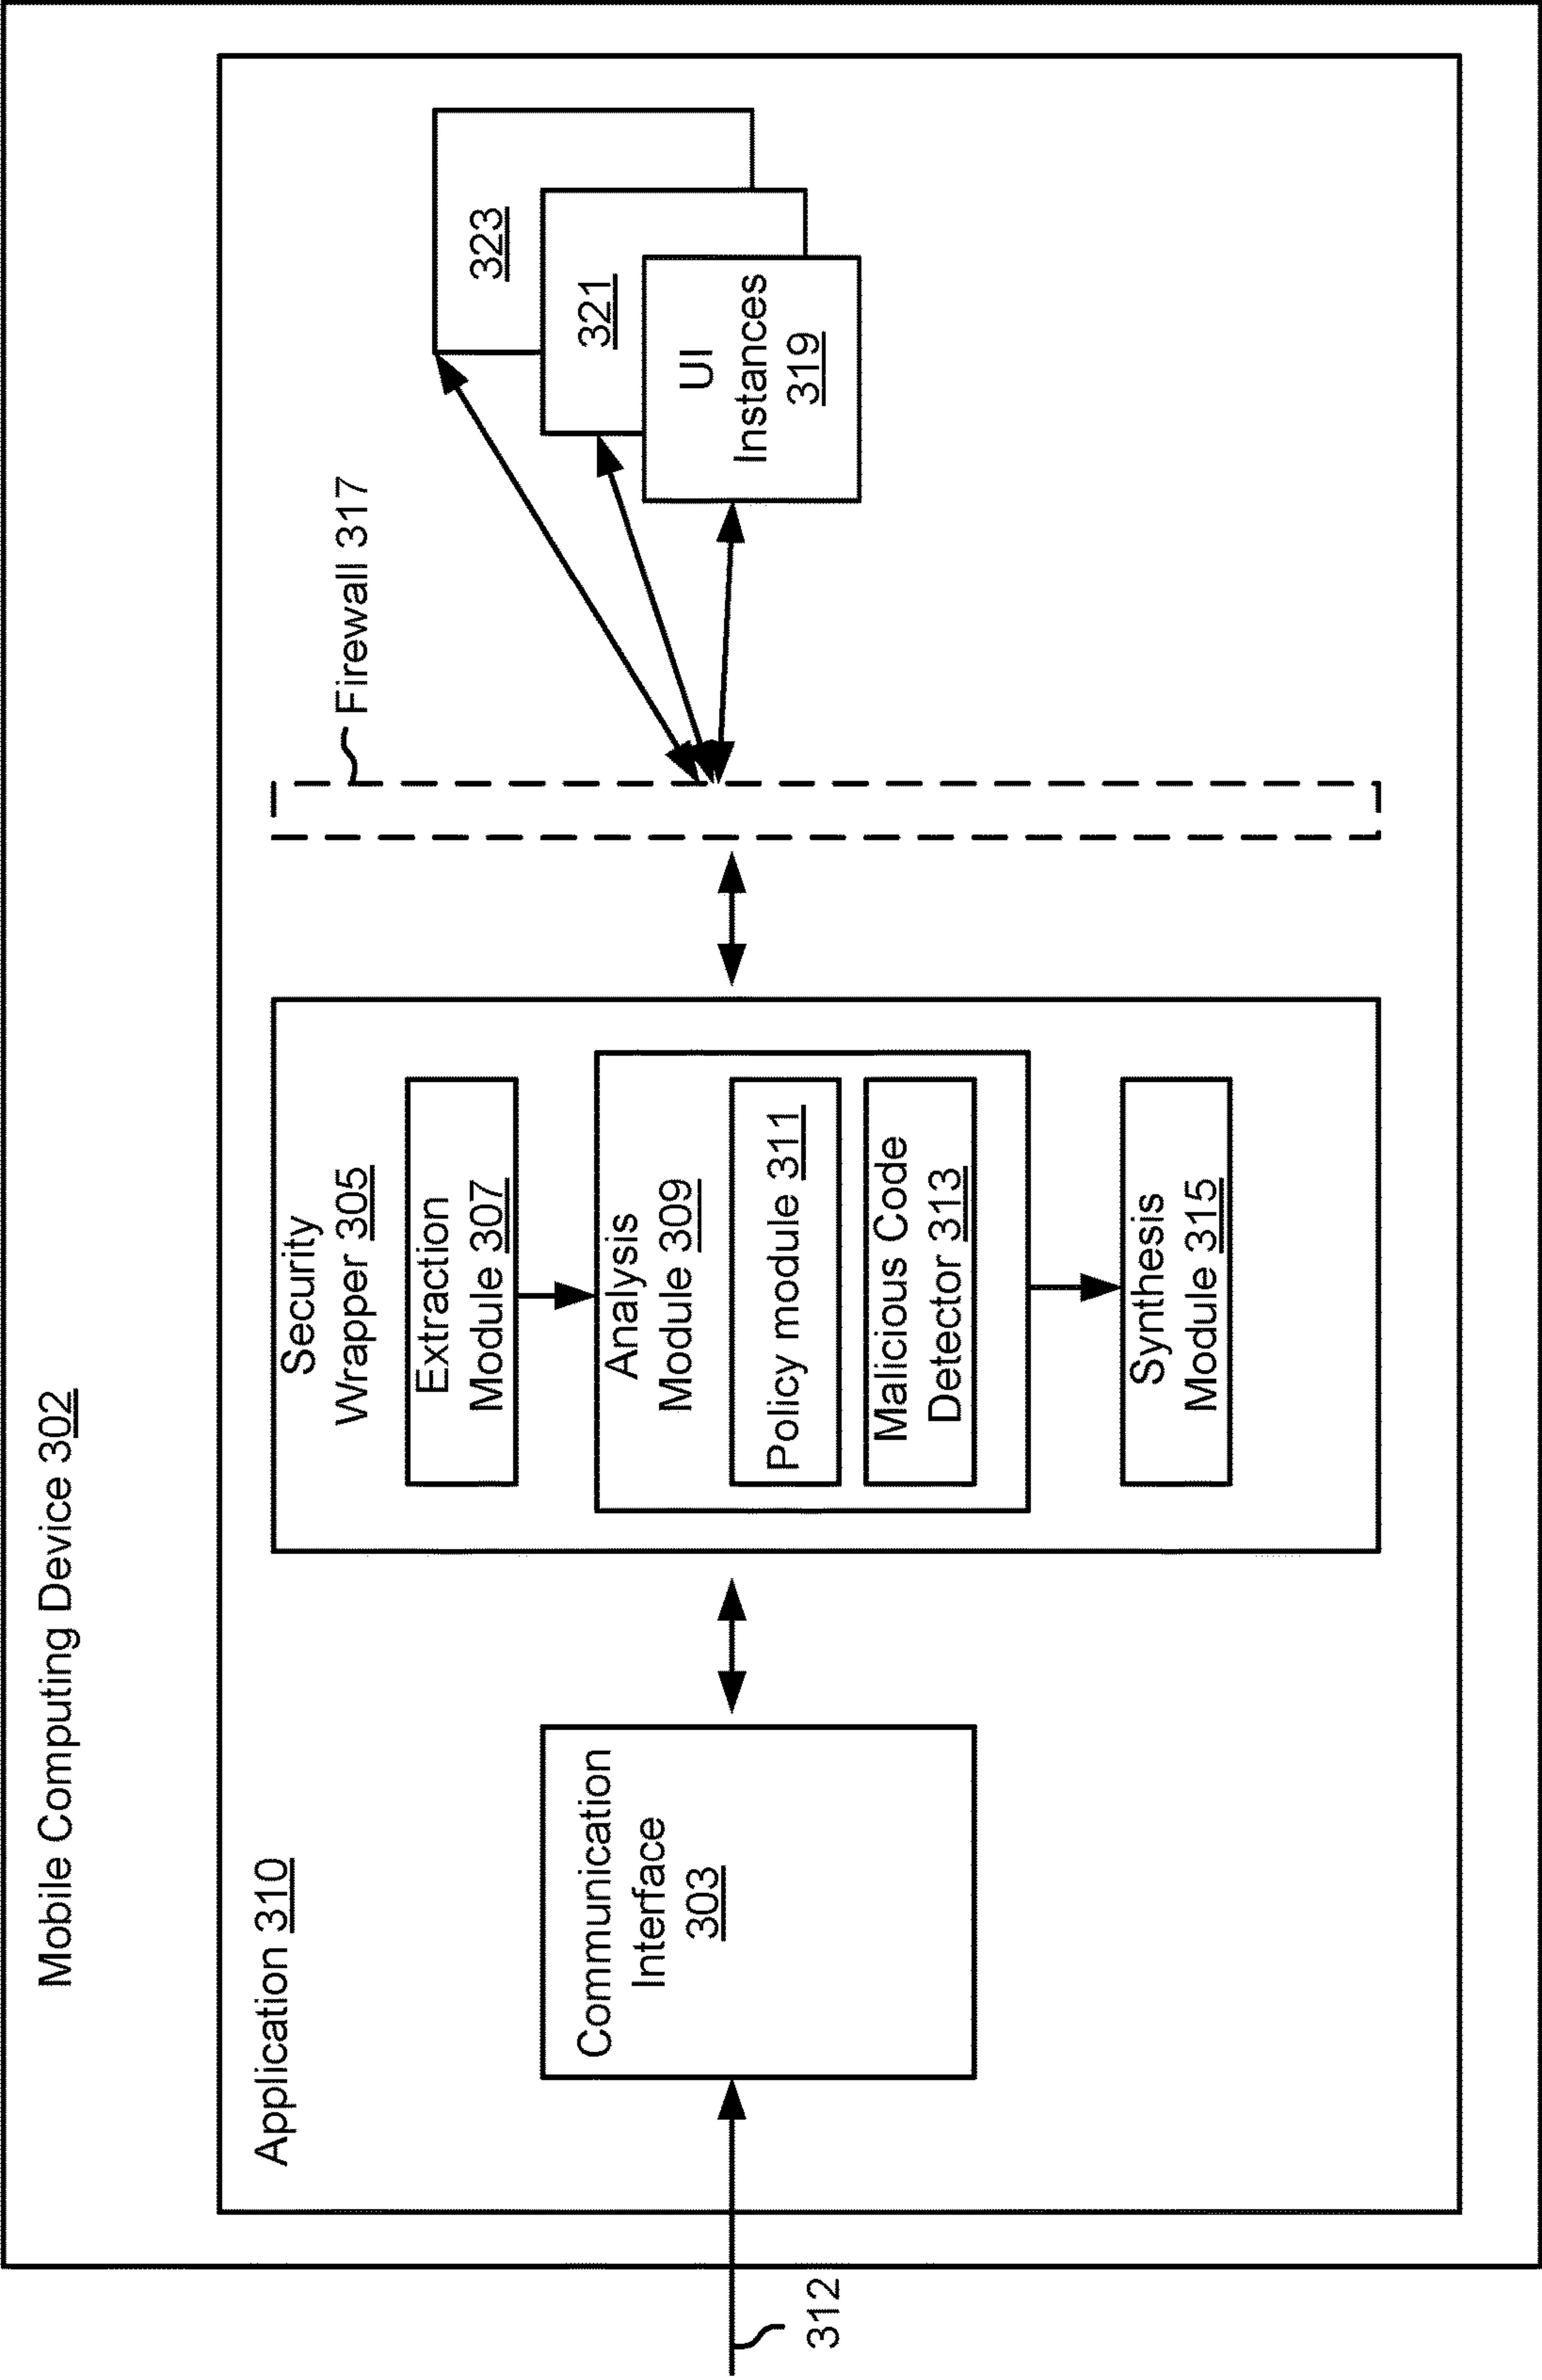 Mobile Computing Device 302
Application 310
312
Communication
Interface
303
Security
Wrapper 305
Extraction
Module 307
Analysis
Module 309
Policy module 311
Malicious Code
Detector 313
Synthesis
Module 315
Firewall 317
323
321
UI
Instances
319